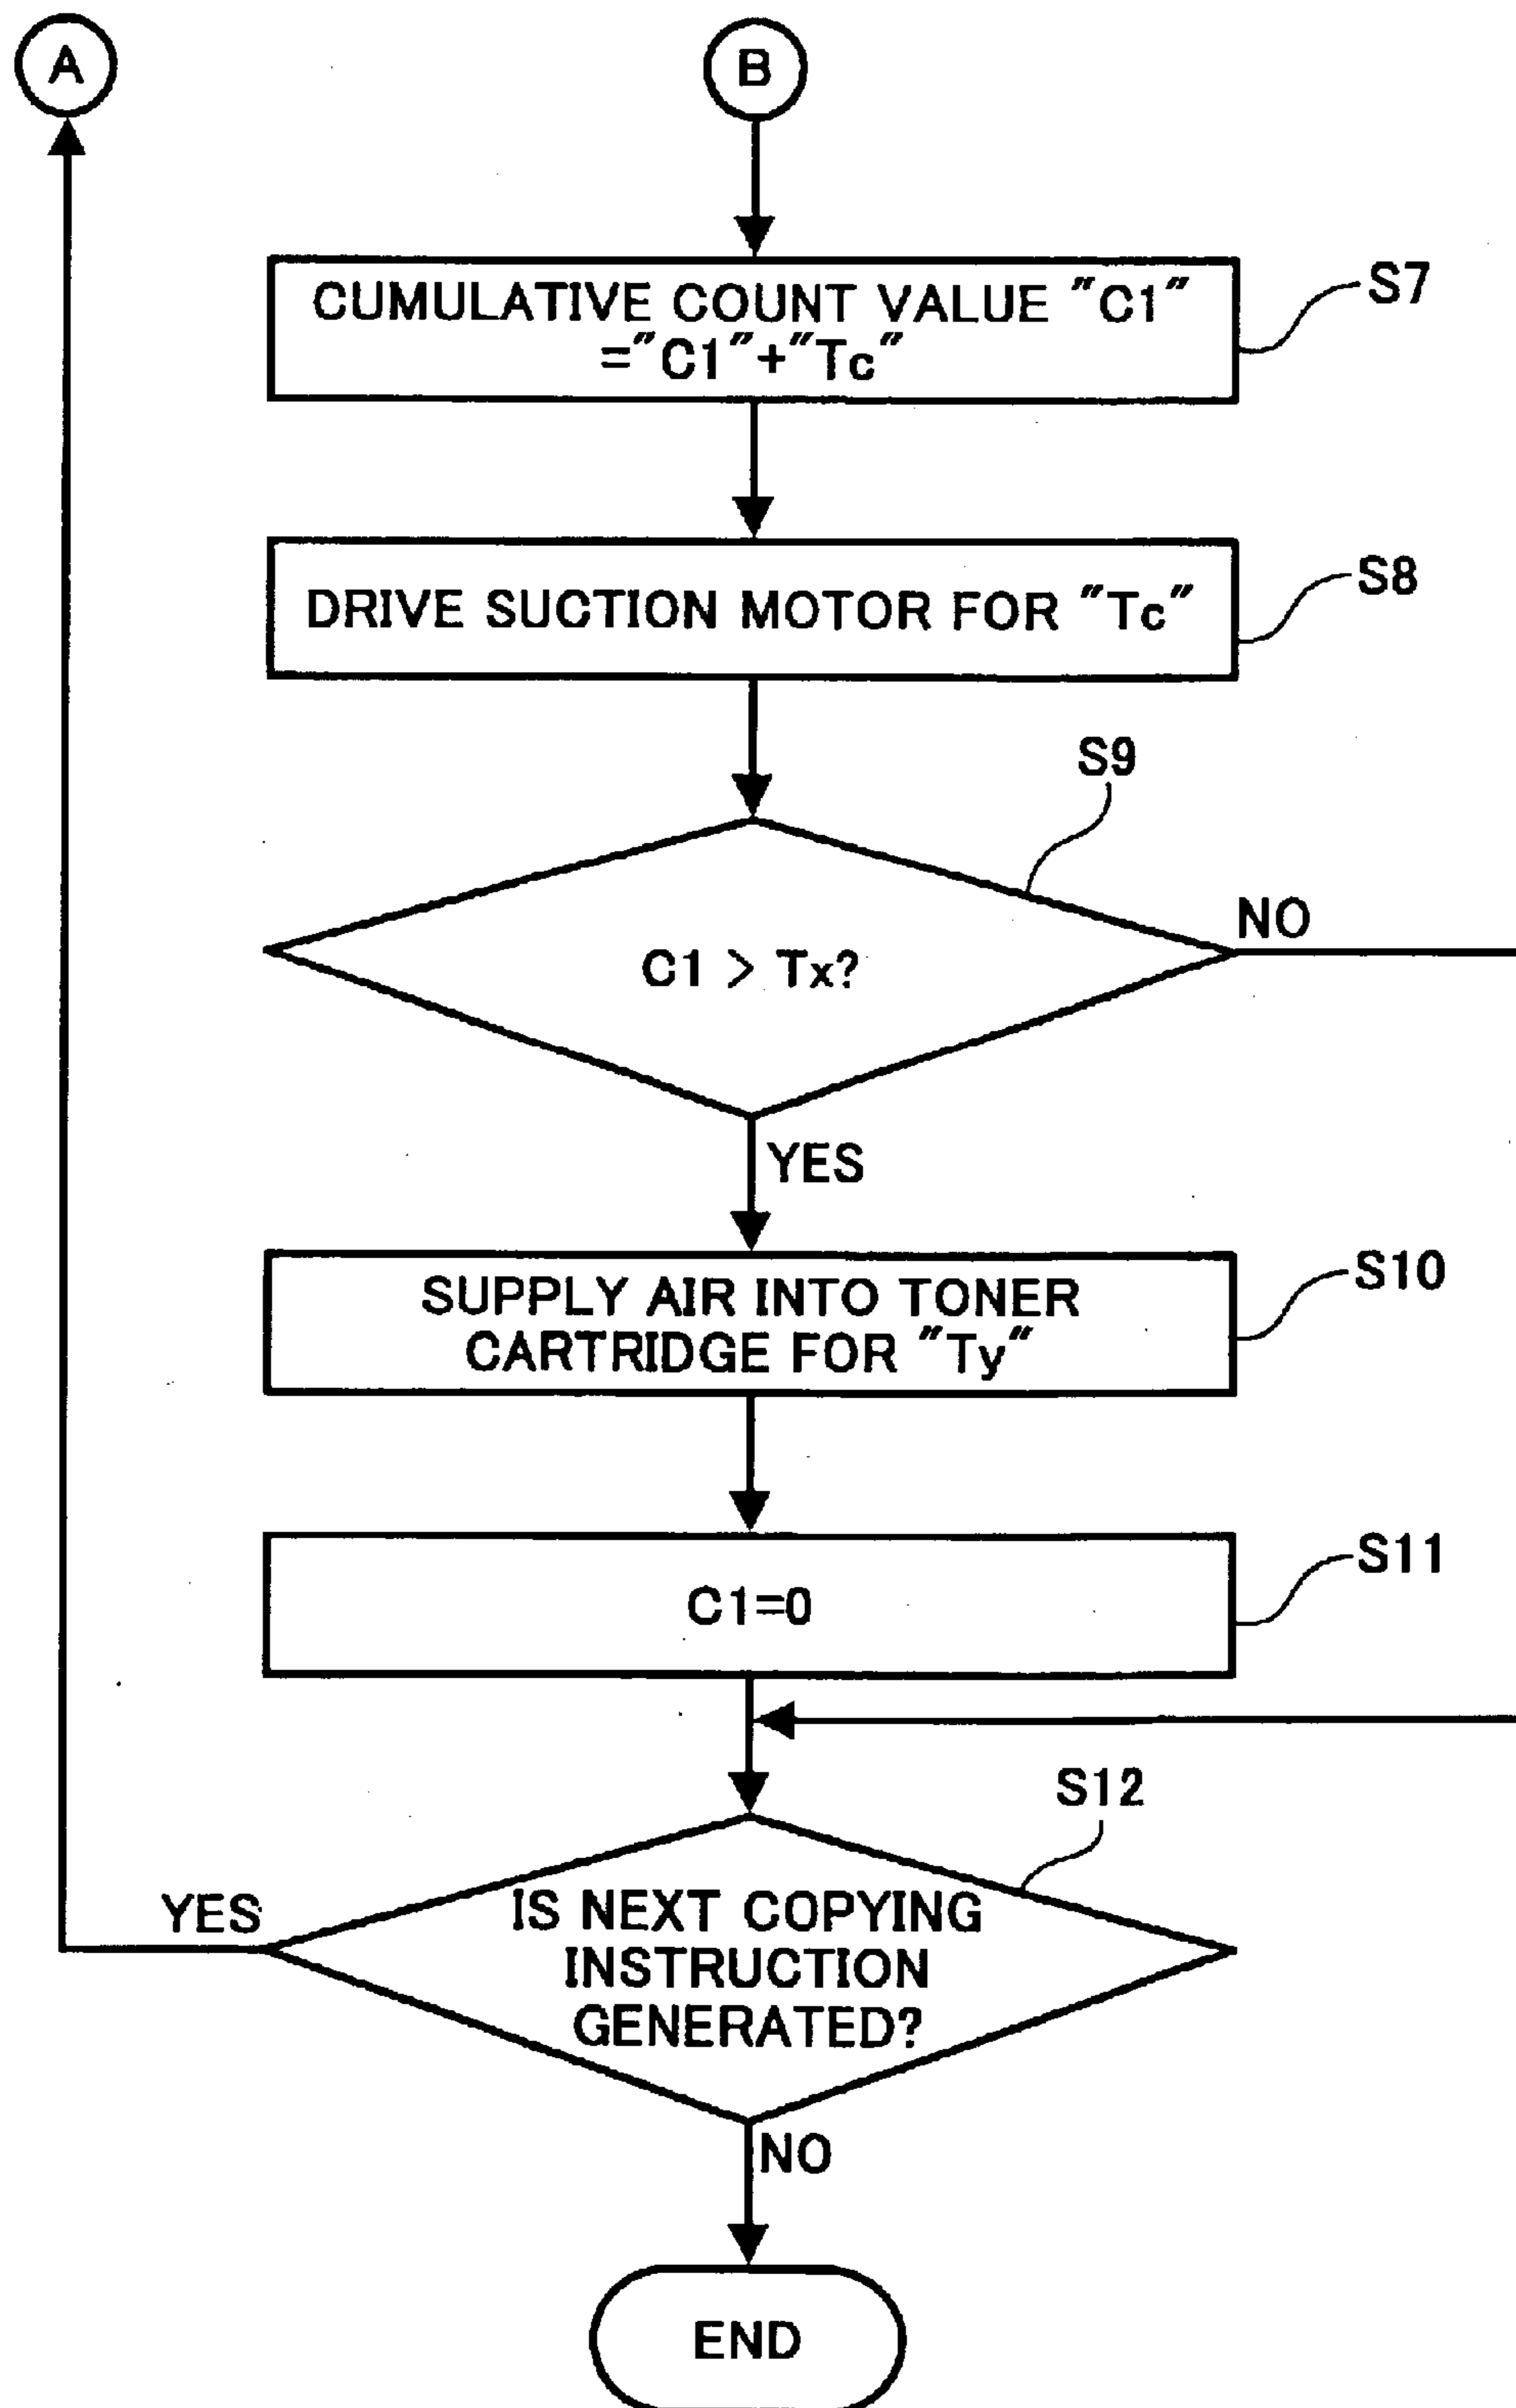 A
B
CUMULATIVE COUNT VALUE "C1"
="C1"+"Tc"
S7
DRIVE SUCTION MOTOR FOR "Tc"
S8
S9
C1 > Tx?
NO
YES
SUPPLY AIR INTO TONER
CARTRIDGE FOR "Ty"
S10
C1=0
S11
S12
IS NEXT COPYING
INSTRUCTION
GENERATED?
YES
NO
END